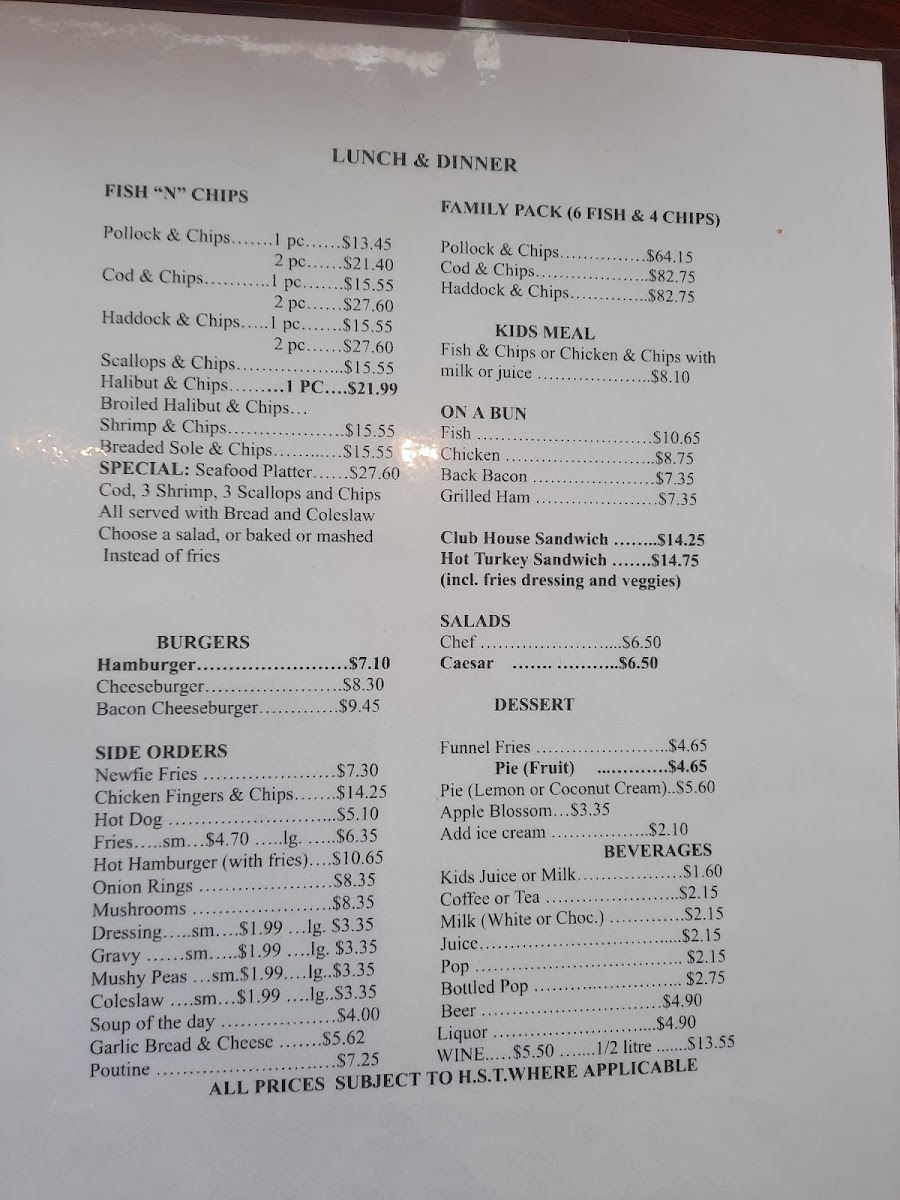 LUNCH & DINNER
FISH “N” CHIPS
Pollock & Chips.......1 pc......$13.45
2 pc......$21.40
Cod & Chips...........1 pc.......$15.55
2 pc......$27.60
Haddock & Chips.....1 pc.......$15.55
2 pc......$27.60
Scallops & Chips..................$15.55
Halibut & Chips.........1 PC....$21.99
Broiled Halibut & Chips...
Shrimp & Chips....................$15.55
Breaded Sole & Chips............$15.55
SPECIAL: Seafood Platter......$27.60
Cod, 3 Shrimp, 3 Scallops and Chips
All served with Bread and Coleslaw
Choose a salad, or baked or mashed
Instead of fries
BURGERS
Hamburger.........................$7.10
Cheeseburger.......................$8.30
Bacon Cheeseburger.............$9.45
SIDE ORDERS
Newfie Fries ......................$7.30
Chicken Fingers & Chips.......$14.25
Hot Dog ............................$5.10
Fries.....sm...$4.70 .....lg. .....$6.35
Hot Hamburger (with fries)....$10.65
Onion Rings ......................$8.35
Mushrooms .......................$8.35
Dressing.....sm....$1.99 ...lg. $3.35
Gravy ......sm.....$1.99 ....lg. $3.35
Mushy Peas ...sm.$1.99....lg..$3.35
Coleslaw ....sm...$1.99 ....lg..$3.35
Soup of the day ...................$4.00
Garlic Bread & Cheese .......$5.62
Poutine ..............................$7.25
FAMILY PACK (6 FISH & 4 CHIPS)
Pollock & Chips...............$64.15
Cod & Chips....................$82.75
Haddock & Chips..............$82.75
KIDS MEAL
Fish & Chips or Chicken & Chips with
milk or juice ....................$8.10
ON A BUN
Fish ..............................$10.65
Chicken ..........................$8.75
Back Bacon .....................$7.35
Grilled Ham .....................$7.35
Club House Sandwich ........$14.25
Hot Turkey Sandwich .......$14.75
(incl. fries dressing and veggies)
SALADS
Chef ........................$6.50
Caesar ....... ...........$6.50
DESSERT
Funnel Fries .......................$4.65
Pie (Fruit) .............$4.65
Pie (Lemon or Coconut Cream)..$5.60
Apple Blossom...$3.35
Add ice cream .................$2.10
BEVERAGES
Kids Juice or Milk..................$1.60
Coffee or Tea .......................$2.15
Milk (White or Choc.) .............$2.15
Juice...................................$2.15
Pop .................................... $2.15
Bottled Pop .......................... $2.75
Beer ...............................$4.90
Liquor ............................$4.90
WINE.....$5.50 .......1/2 litre .......$13.55
ALL PRICES SUBJECT TO H.S.T.WHERE APPLICABLE